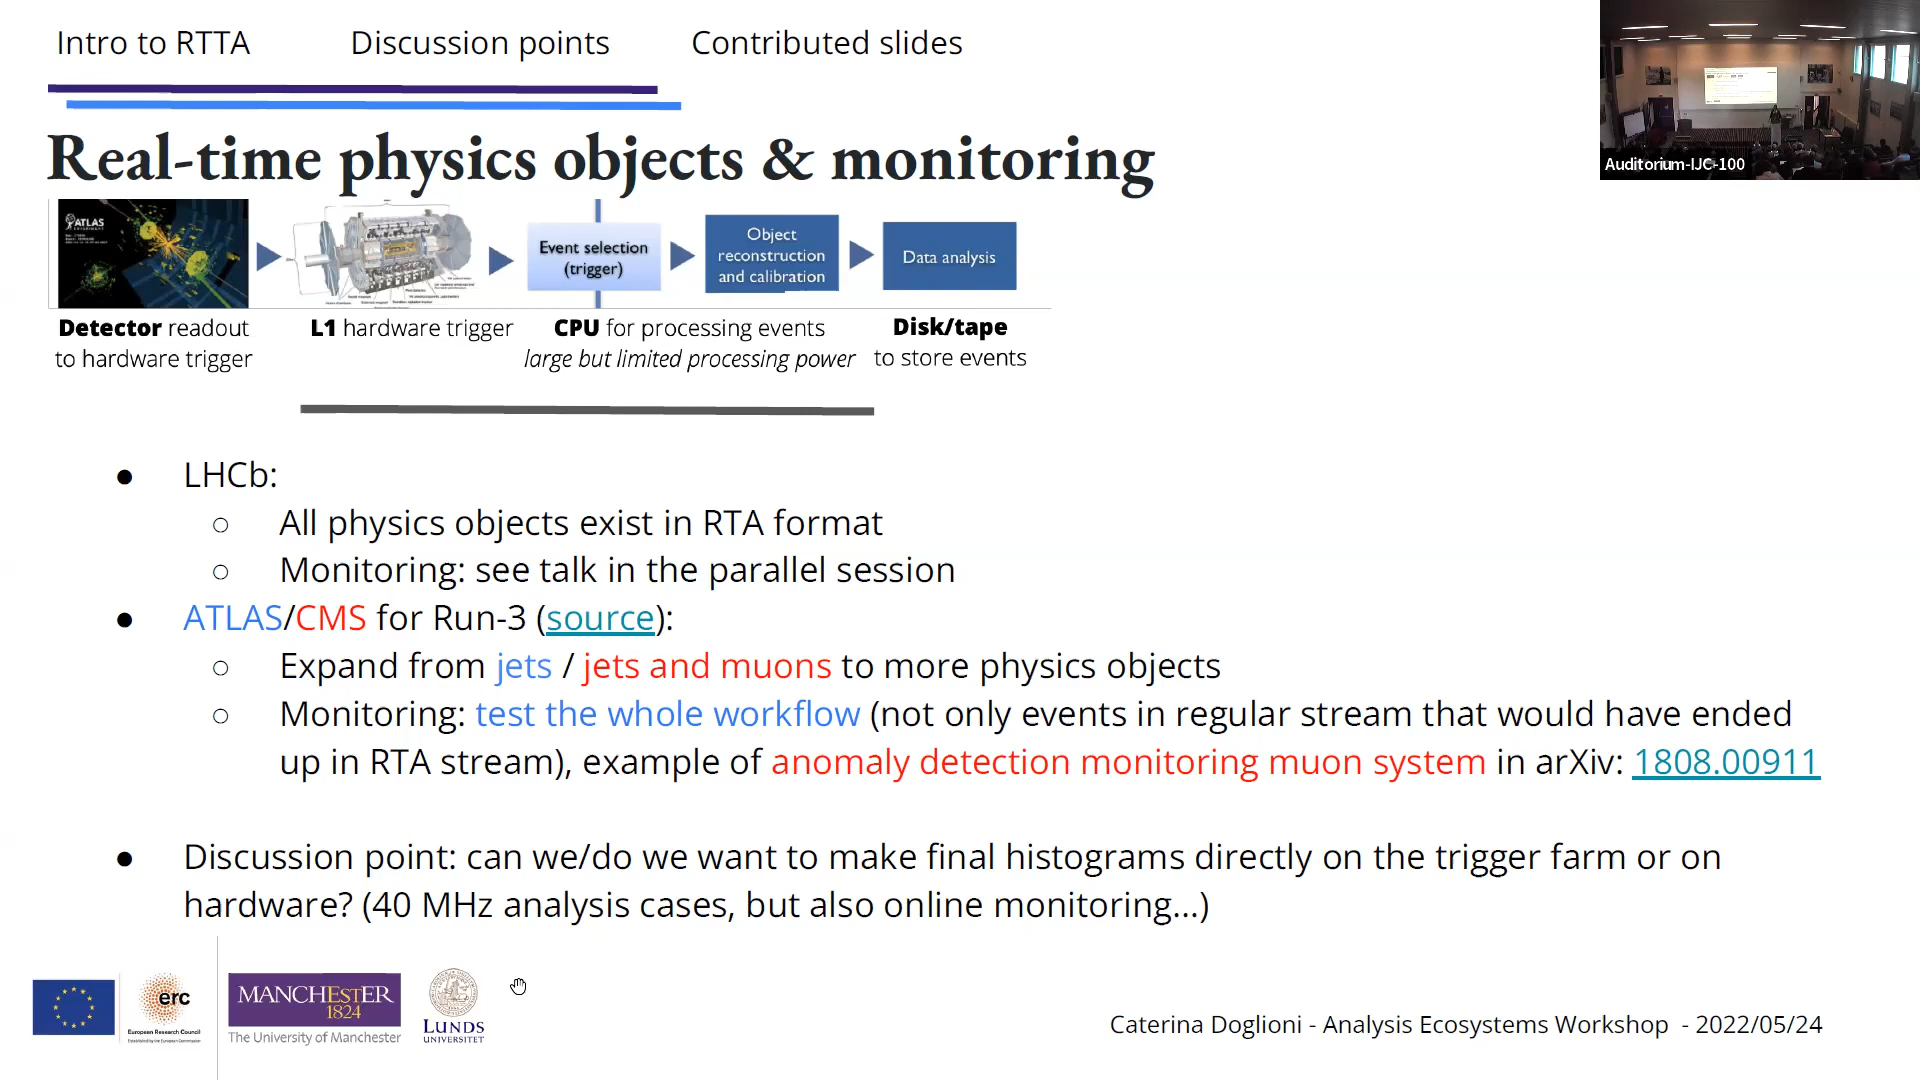 Intro to RTTA
Discussion points
Contributed slides
Auditorium-IJC-100
Real-time physics objects & monitoring
ATLAS
EXPERIMENT
Event selection
(trigger)
Object
reconstruction
and calibration
Data analysis
Detector readout
to hardware trigger
L1 hardware trigger
CPU for processing events
large but limited processing power
Disk/tape
to store events
● LHCb:
○ All physics objects exist in RTA format
○ Monitoring: see talk in the parallel session
● ATLAS/CMS for Run-3 (source):
○ Expand from jets / jets and muons to more physics objects
○ Monitoring: test the whole workflow (not only events in regular stream that would have ended
up in RTA stream), example of anomaly detection monitoring muon system in arXiv: 1808.00911
● Discussion point: can we/do we want to make final histograms directly on the trigger farm or on
hardware? (40 MHz analysis cases, but also online monitoring...)
erc
European Research Council
Established by the European Commission
MANCHESTER
1824
The University of Manchester
LUNDS
UNIVERSITET
Caterina Doglioni - Analysis Ecosystems Workshop - 2022/05/24